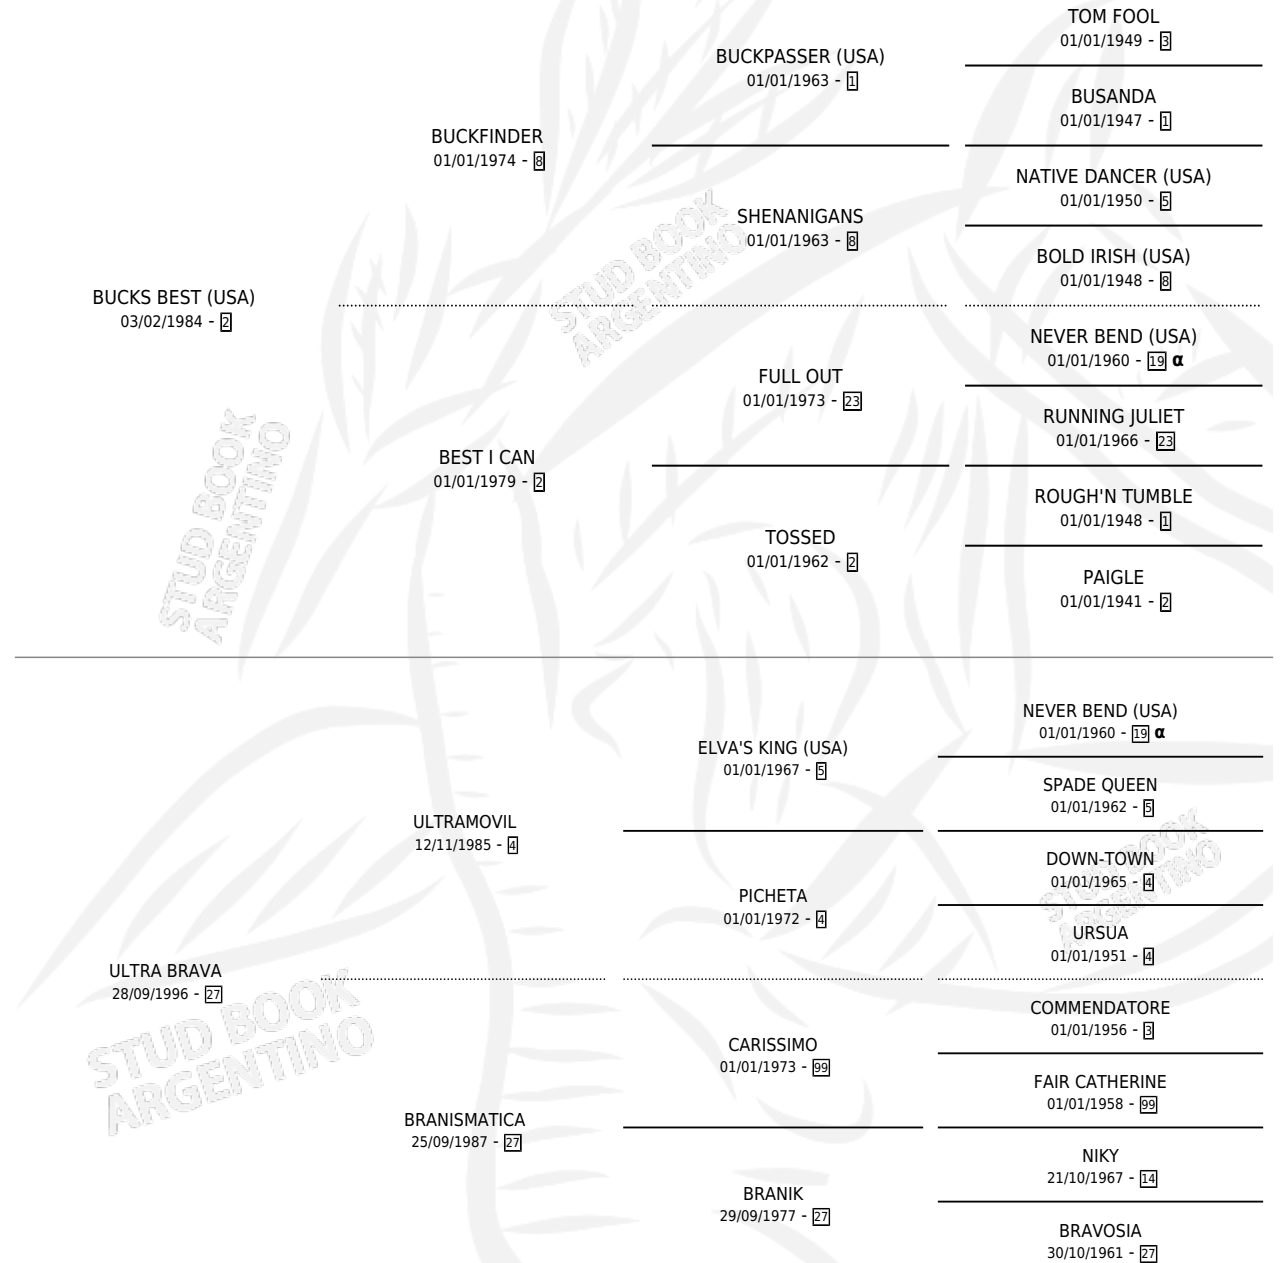 TOM FOOL
01/01/1949 - 3
BUCKPASSER (USA)
01/01/1963 - 1
BUSANDA
01/01/1947 - 1
BUCKFINDER
01/01/1974 - 8
NATIVE DANCER (USA)
01/01/1950 - 5
SHENANIGANS
01/01/1963 - 8
BOLD IRISH (USA)
01/01/1948 - 8
STUD BOOK
ARGENTINO
BUCKS BEST (USA)
03/02/1984 - 2
NEVER BEND (USA)
01/01/1960 - 19 α
FULL OUT
01/01/1973 - 23
RUNNING JULIET
01/01/1966 - 23
BEST I CAN
01/01/1979 - 2
ROUGH'N TUMBLE
01/01/1948 - 1
TOSSED
01/01/1962 - 2
PAIGLE
01/01/1941 - 2
STUD BOOK
ARGENTINO
NEVER BEND (USA)
01/01/1960 - 19 α
ELVA'S KING (USA)
01/01/1967 - 5
SPADE QUEEN
01/01/1962 - 5
ULTRAMOVIL
12/11/1985 - 4
DOWN-TOWN
01/01/1965 - 4
PICHETA
01/01/1972 - 4
URSUA
01/01/1951 - 4
STUD BOOK
ARGENTINO
ULTRA BRAVA
28/09/1996 - 27
COMMENDATORE
01/01/1956 - 3
CARISSIMO
01/01/1973 - 99
FAIR CATHERINE
01/01/1958 - 99
BRANISMATICA
25/09/1987 - 27
NIKY
21/10/1967 - 14
BRANIK
29/09/1977 - 27
BRAVOSIA
30/10/1961 - 27
STUD BOOK
ARGENTINO